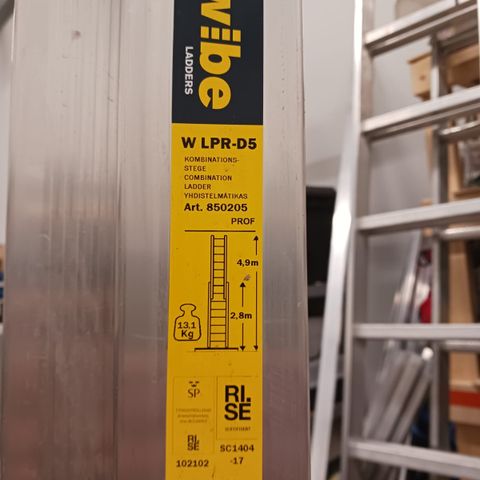 wibe
LADDERS
W LPR-D5
KOMBINATIONS-
STEGE
COMBINATION
LADDER
YHDISTELMÄTIKAS
Art. 850205
PROF
4,9m
2,8m
13,1
Kg
SP
RI.
SE
CERTIFIERT
RI.
SE
SC1404
-17
102102